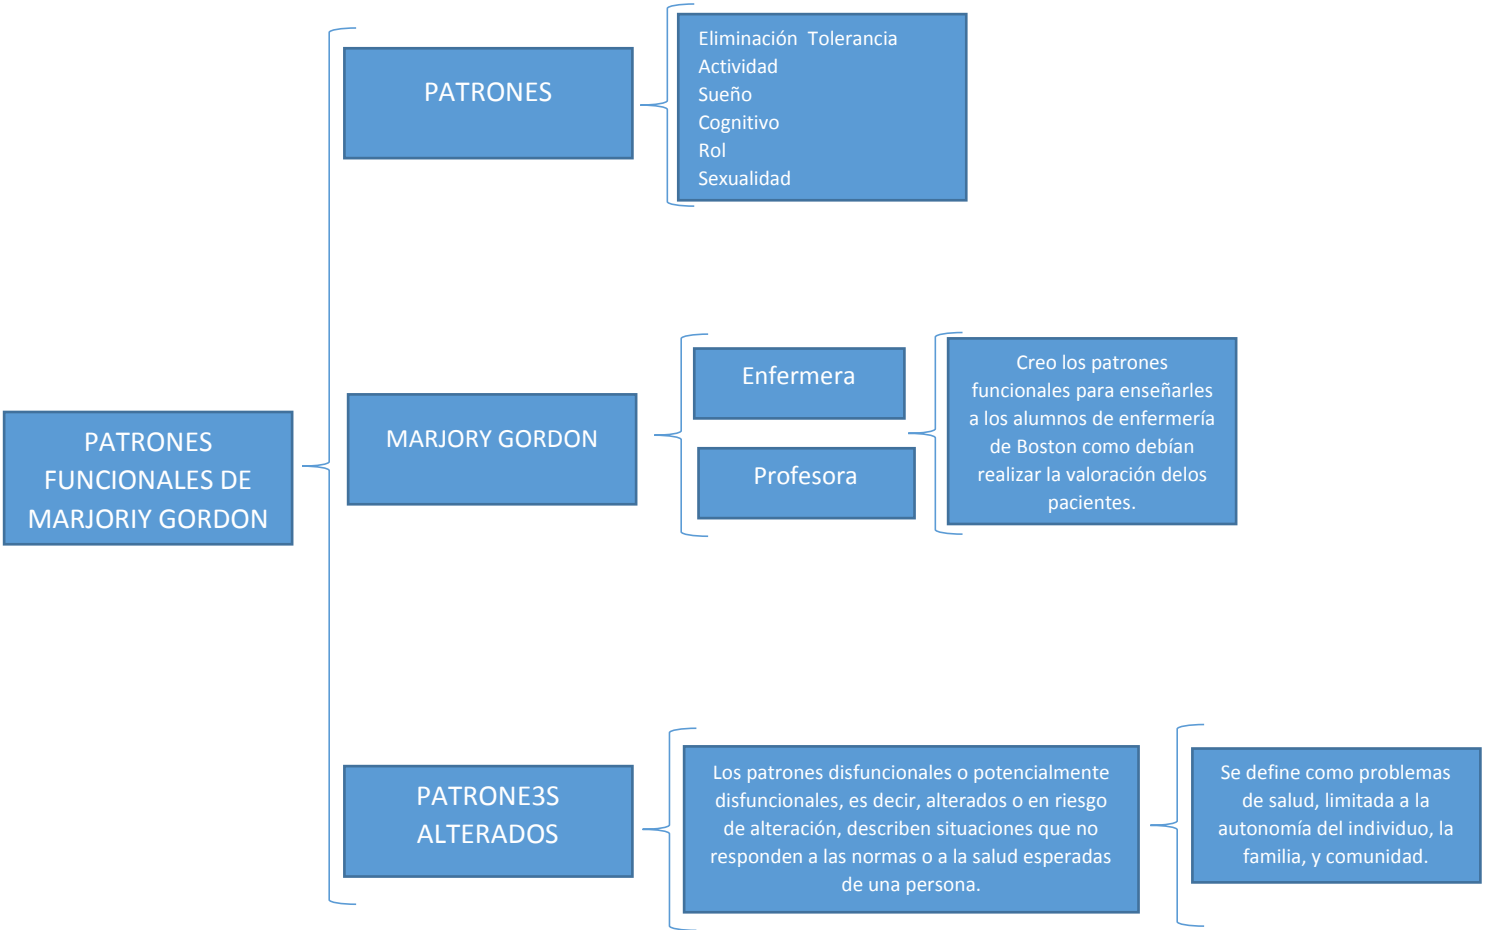 PATRONES
FUNCIONALES DE
MARJORIY GORDON
PATRONES
Eliminación  Tolerancia
Actividad
Sueño
Cognitivo
Rol
Sexualidad
MARJORY GORDON
Enfermera
Profesora
Creo los patrones
funcionales para enseñarles
a los alumnos de enfermería
de Boston como debían
realizar la valoración delos
pacientes.
PATRONE3S
ALTERADOS
Los patrones disfuncionales o potencialmente
disfuncionales, es decir, alterados o en riesgo
de alteración, describen situaciones que no
responden a las normas o a la salud esperadas
de una persona.
Se define como problemas
de salud, limitada a la
autonomía del individuo, la
familia, y comunidad.